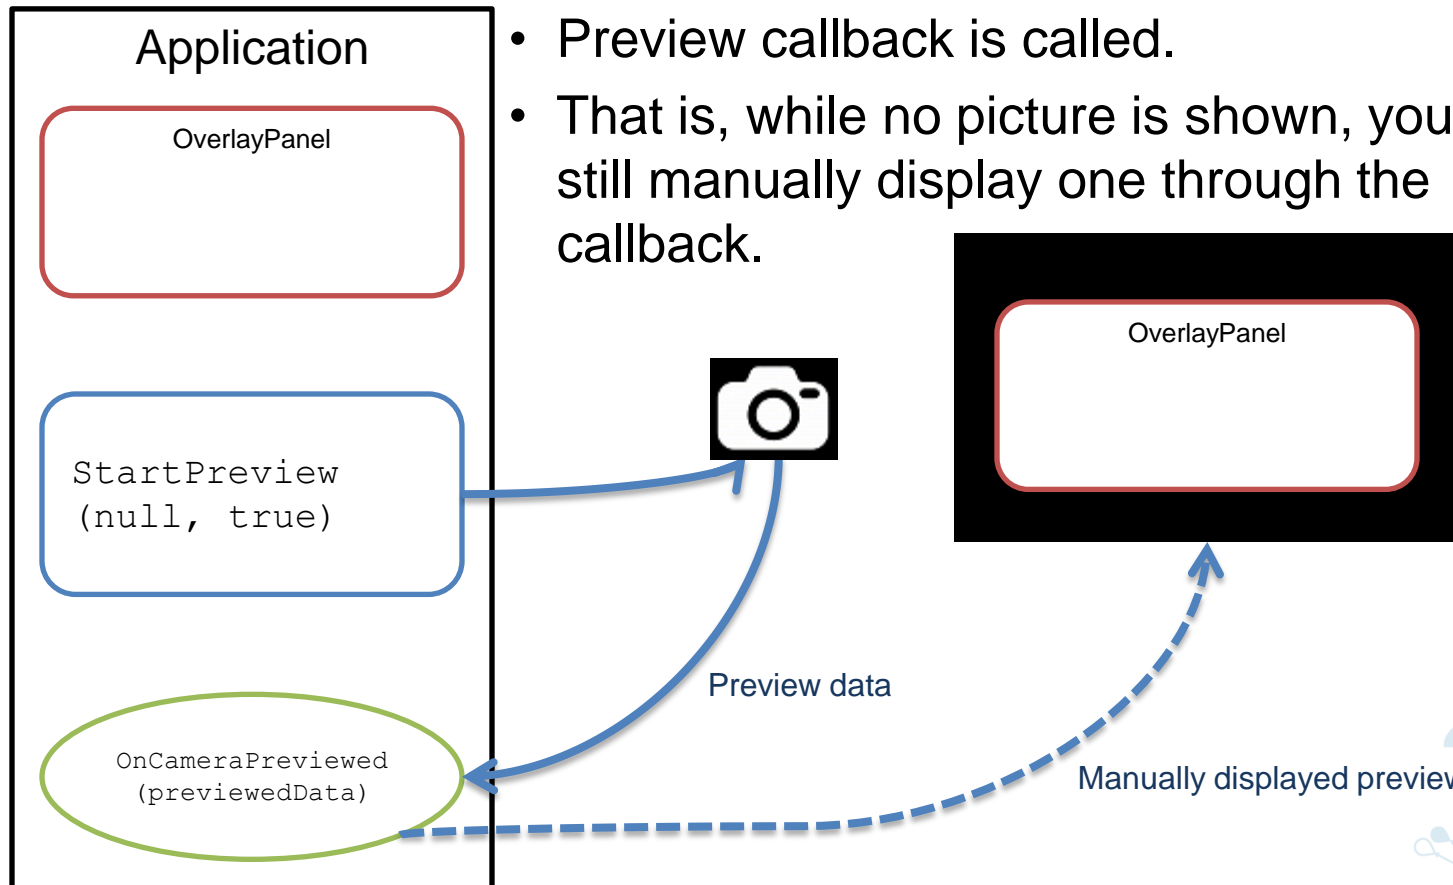 Application
OverlayPanel
StartPreview
(null, true)
OnCameraPreviewed
(previewedData)
• Preview callback is called.
• That is, while no picture is shown, you
still manually display one through the
callback.
OverlayPanel
Preview data
Manually displayed preview